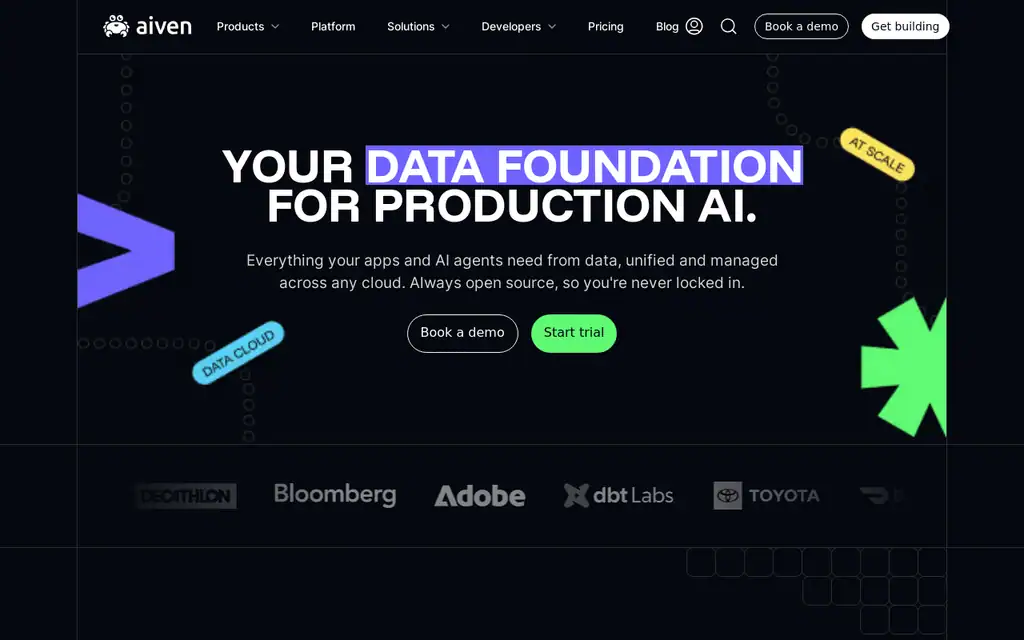 aiven Products Platform Solutions Developers Pricing Blog Book a demo Get building
AT SCALE
YOUR DATA FOUNDATION
FOR PRODUCTION AI.
Everything your apps and AI agents need from data, unified and managed
across any cloud. Always open source, so you're never locked in.
Book a demo Start trial
DATA CLOUD
DECATHLON Bloomberg Adobe dbt Labs TOYOTA